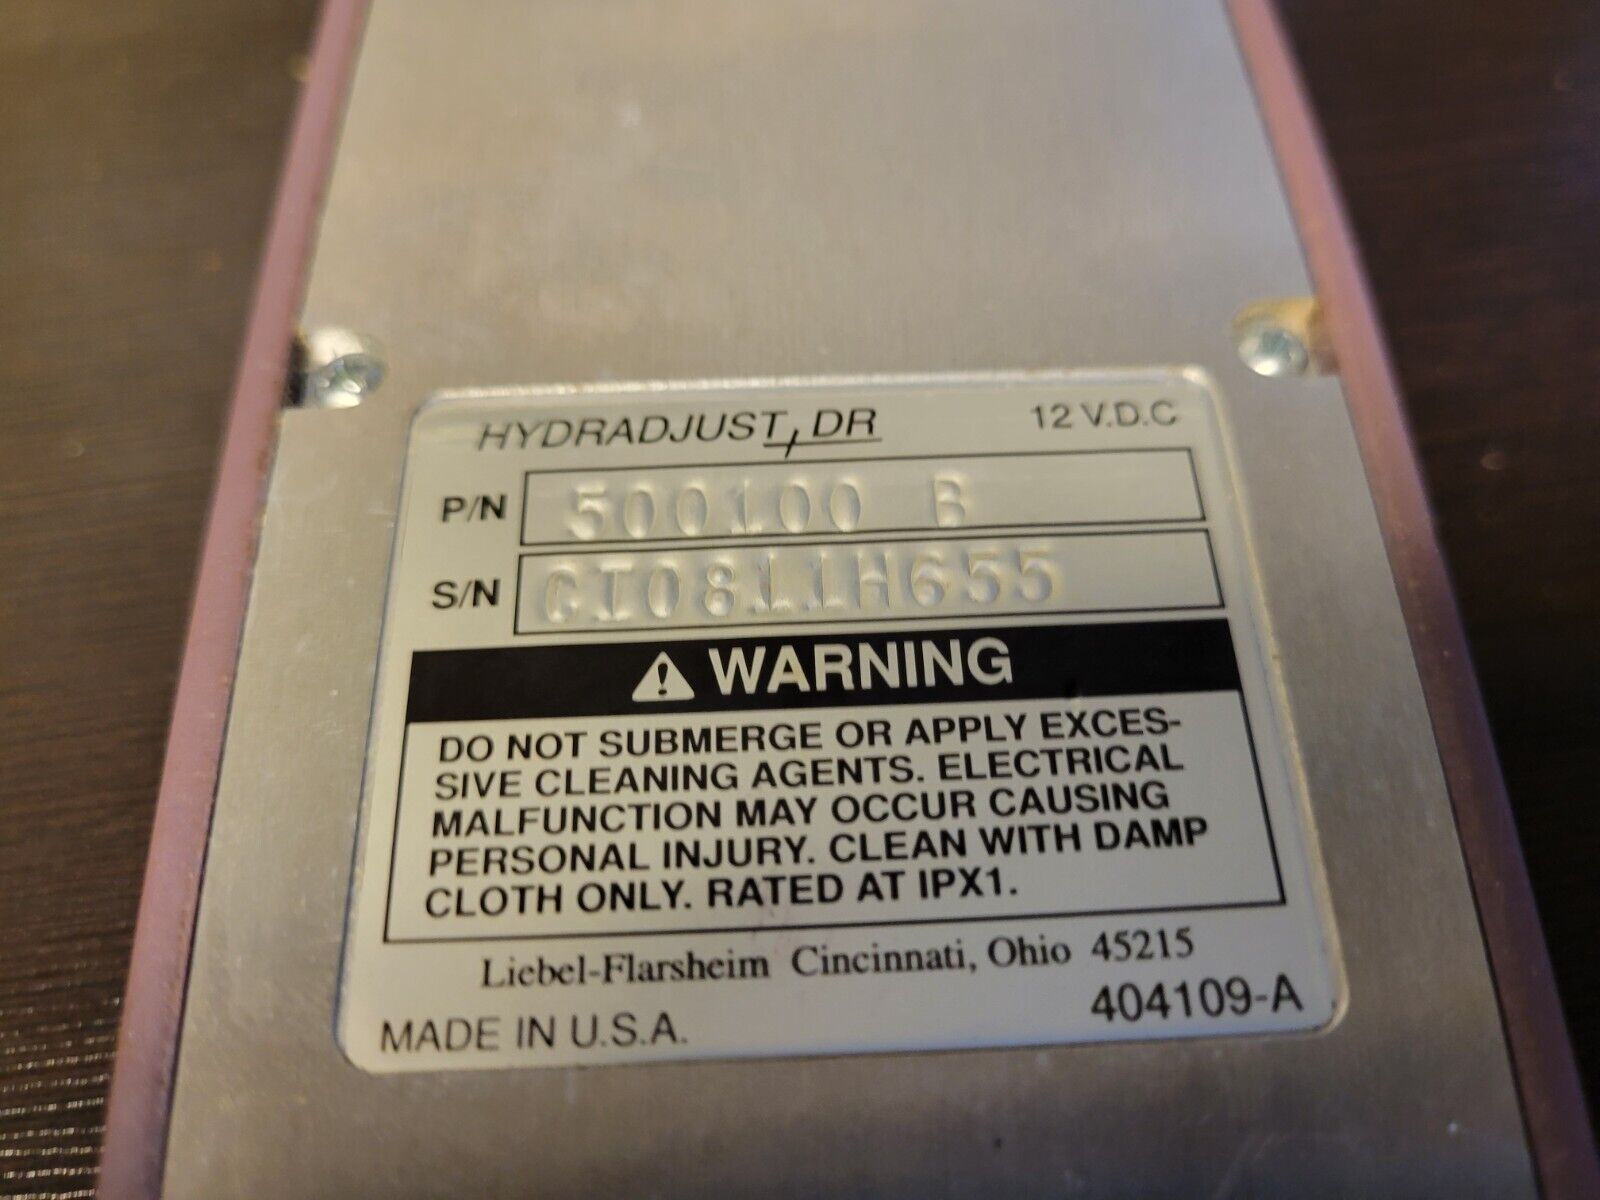 HYDRADJUST, DR 12 V.D.C
P/N 500100 B
S/N CI0811H655
WARNING
DO NOT SUBMERGE OR APPLY EXCES-
SIVE CLEANING AGENTS. ELECTRICAL
MALFUNCTION MAY OCCUR CAUSING
PERSONAL INJURY. CLEAN WITH DAMP
CLOTH ONLY. RATED AT IPX1.
Liebel-Flarsheim Cincinnati, Ohio 45215
404109-A
MADE IN U.S.A.